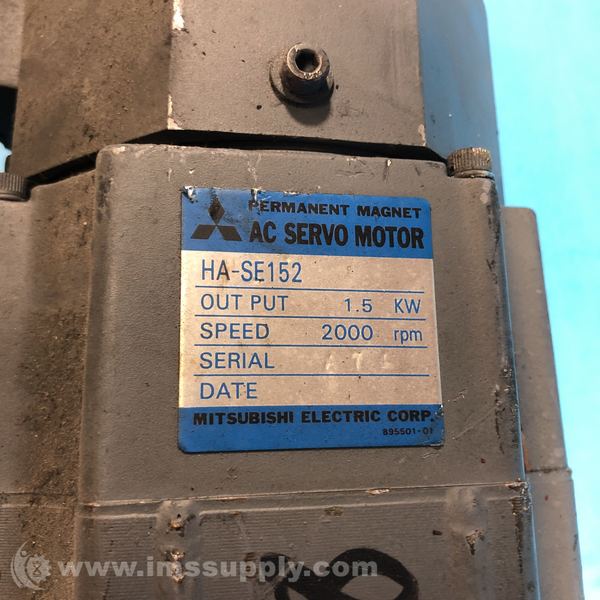 PERMANENT MAGNET
AC SERVO MOTOR
HA-SE152
OUT PUT 1.5 KW
SPEED 2000 rpm
SERIAL
DATE
MITSUBISHI ELECTRIC CORP.
895501-01
www.imssupply.com